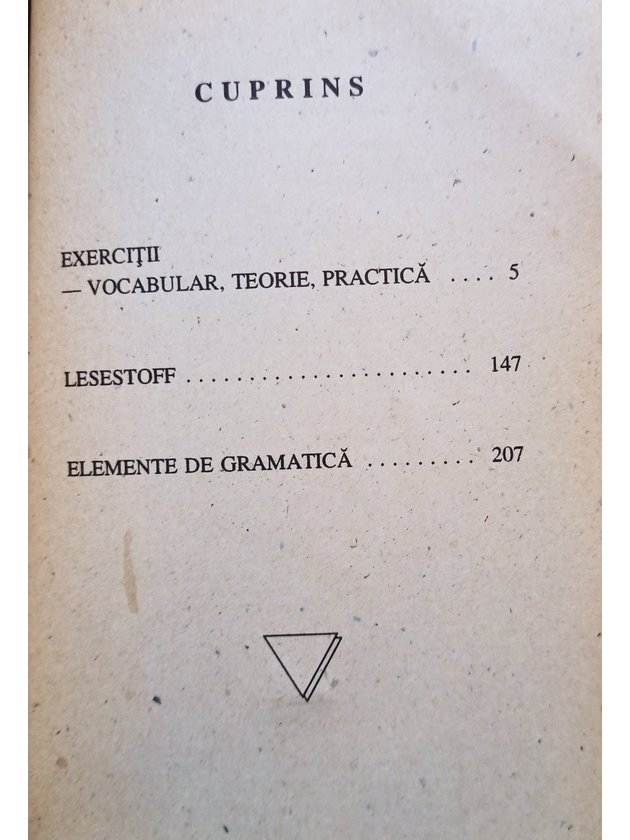 CUPRINS
EXERCIŢII
— VOCABULAR, TEORIE, PRACTICĂ .... 5
LESESTOFF ....................... 147
ELEMENTE DE GRAMATICĂ ......... 207